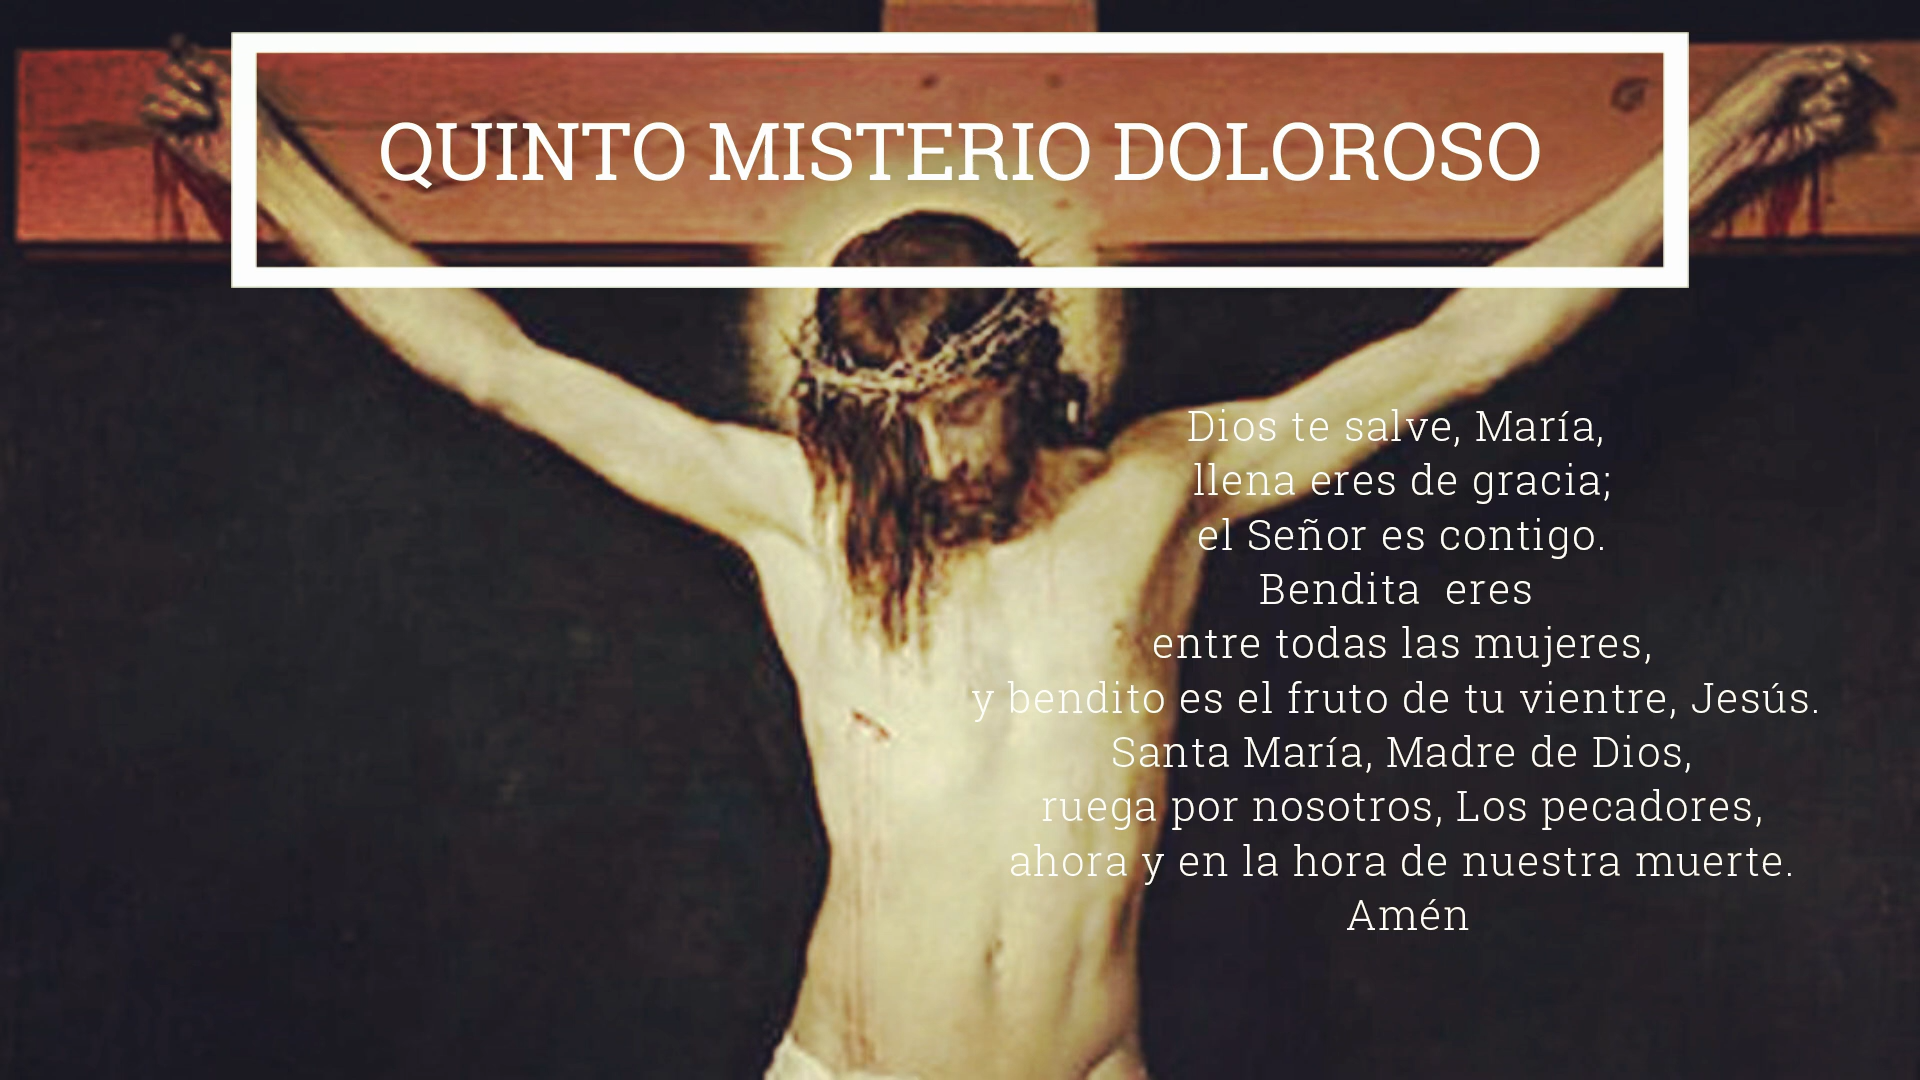 QUINTO MISTERIO DOLOROSO
Dios te salve, María,
llena eres de gracia;
el Señor es contigo.
Bendita  eres
entre todas las mujeres,
y bendito es el fruto de tu vientre, Jesús.
Santa María, Madre de Dios,
ruega por nosotros, Los pecadores,
ahora y en la hora de nuestra muerte.
Amén